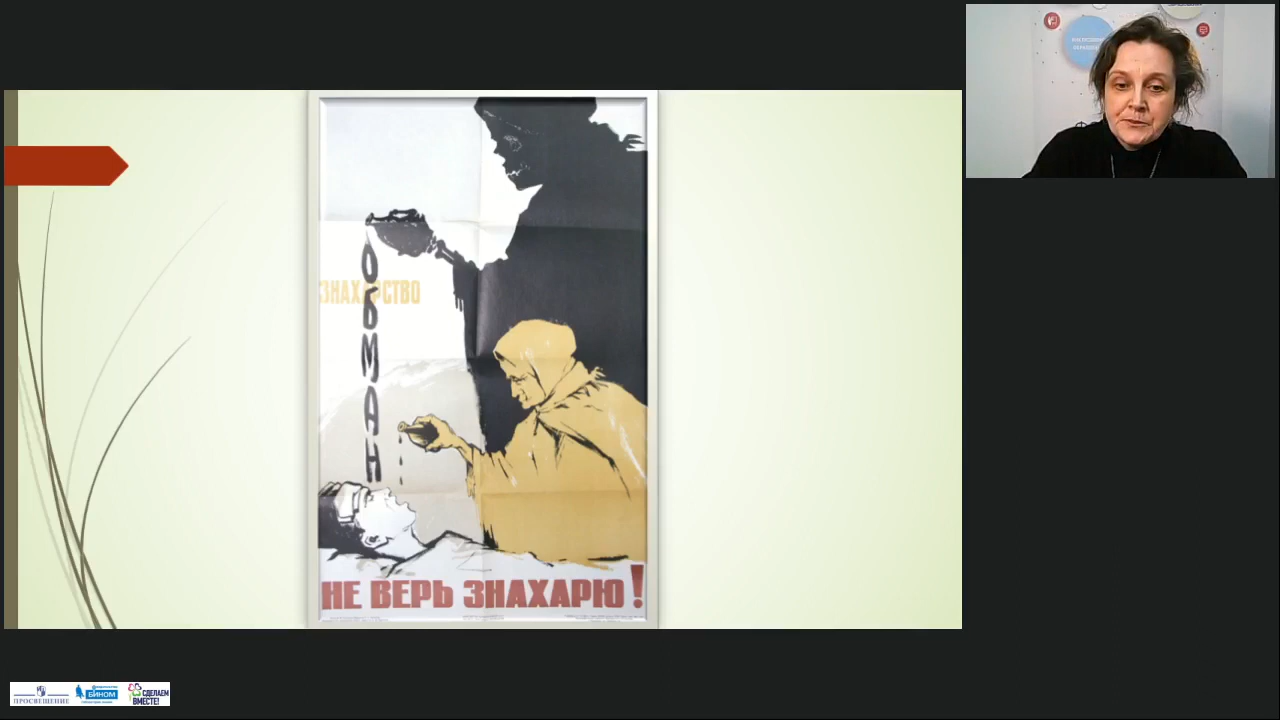 ЗНАХАРСТВО
ОБМАН
НЕ ВЕРЬ ЗНАХАРЮ!
ПРОСВЕЩЕНИЕ
БИНОМ
СДЕЛАЕМ
ВМЕСТЕ!